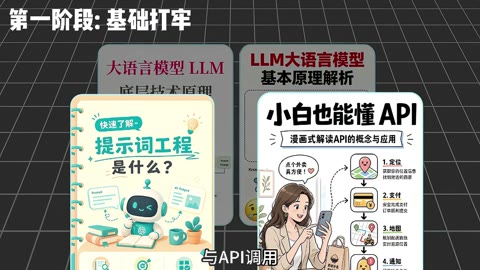 第一阶段: 基础打牢
大语言模型 LLM
底层技术原理
LLM大语言模型
基本原理解析
快速了解
提示词工程
是什么?
小白也能懂 API
漫画式解读API的概念与应用
点个外卖
真方便!
1. 定位
2. 支付
3. 地图
4. 通知
与API调用